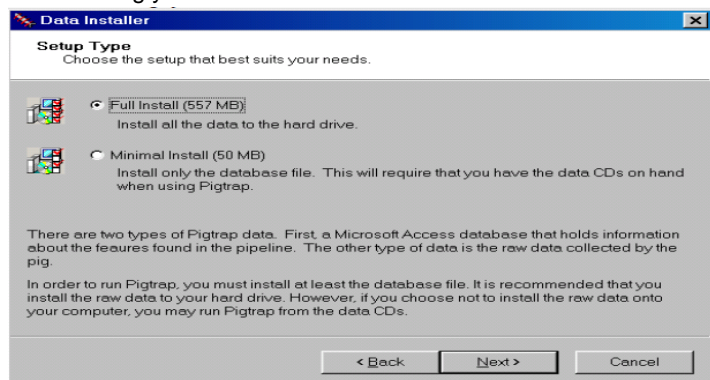 Data Installer
Setup Type
Choose the setup that best suits your needs.
Full Install (557 MB)
Install all the data to the hard drive.
Minimal Install (50 MB)
Install only the database file. This will require that you have the data CDs on hand
when using Pigtrap.
There are two types of Pigtrap data. First, a Microsoft Access database that holds information
about the feaures found in the pipeline. The other type of data is the raw data collected by the
pig.
In order to run Pigtrap, you must install at least the database file. It is recommended that you
install the raw data to your hard drive. However, if you choose not to install the raw data onto
your computer, you may run Pigtrap from the data CDs.
< Back
Next >
Cancel